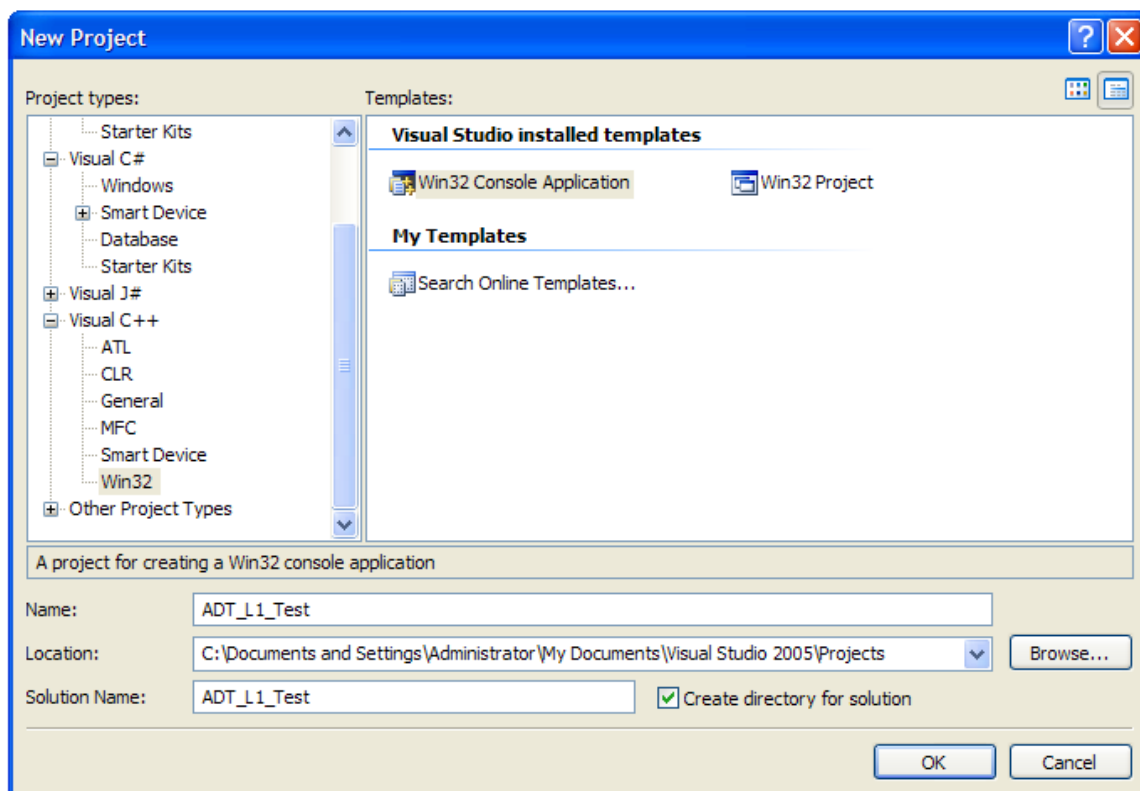 New Project
Project types:
Templates:
Starter Kits
Visual C#
Windows
Smart Device
Database
Starter Kits
Visual J#
Visual C++
ATL
CLR
General
MFC
Smart Device
Win32
Other Project Types
Visual Studio installed templates
Win32 Console Application
Win32 Project
My Templates
Search Online Templates...
A project for creating a Win32 console application
Name:
ADT_L1_Test
Location:
C:\Documents and Settings\Administrator\My Documents\Visual Studio 2005\Projects
Browse...
Solution Name:
ADT_L1_Test
Create directory for solution
OK
Cancel